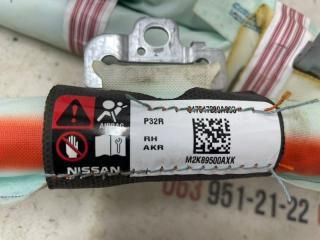 P32R
AIRBAG
RH
AKR
M2K89500AXK
NISSAN
063 951-21-22